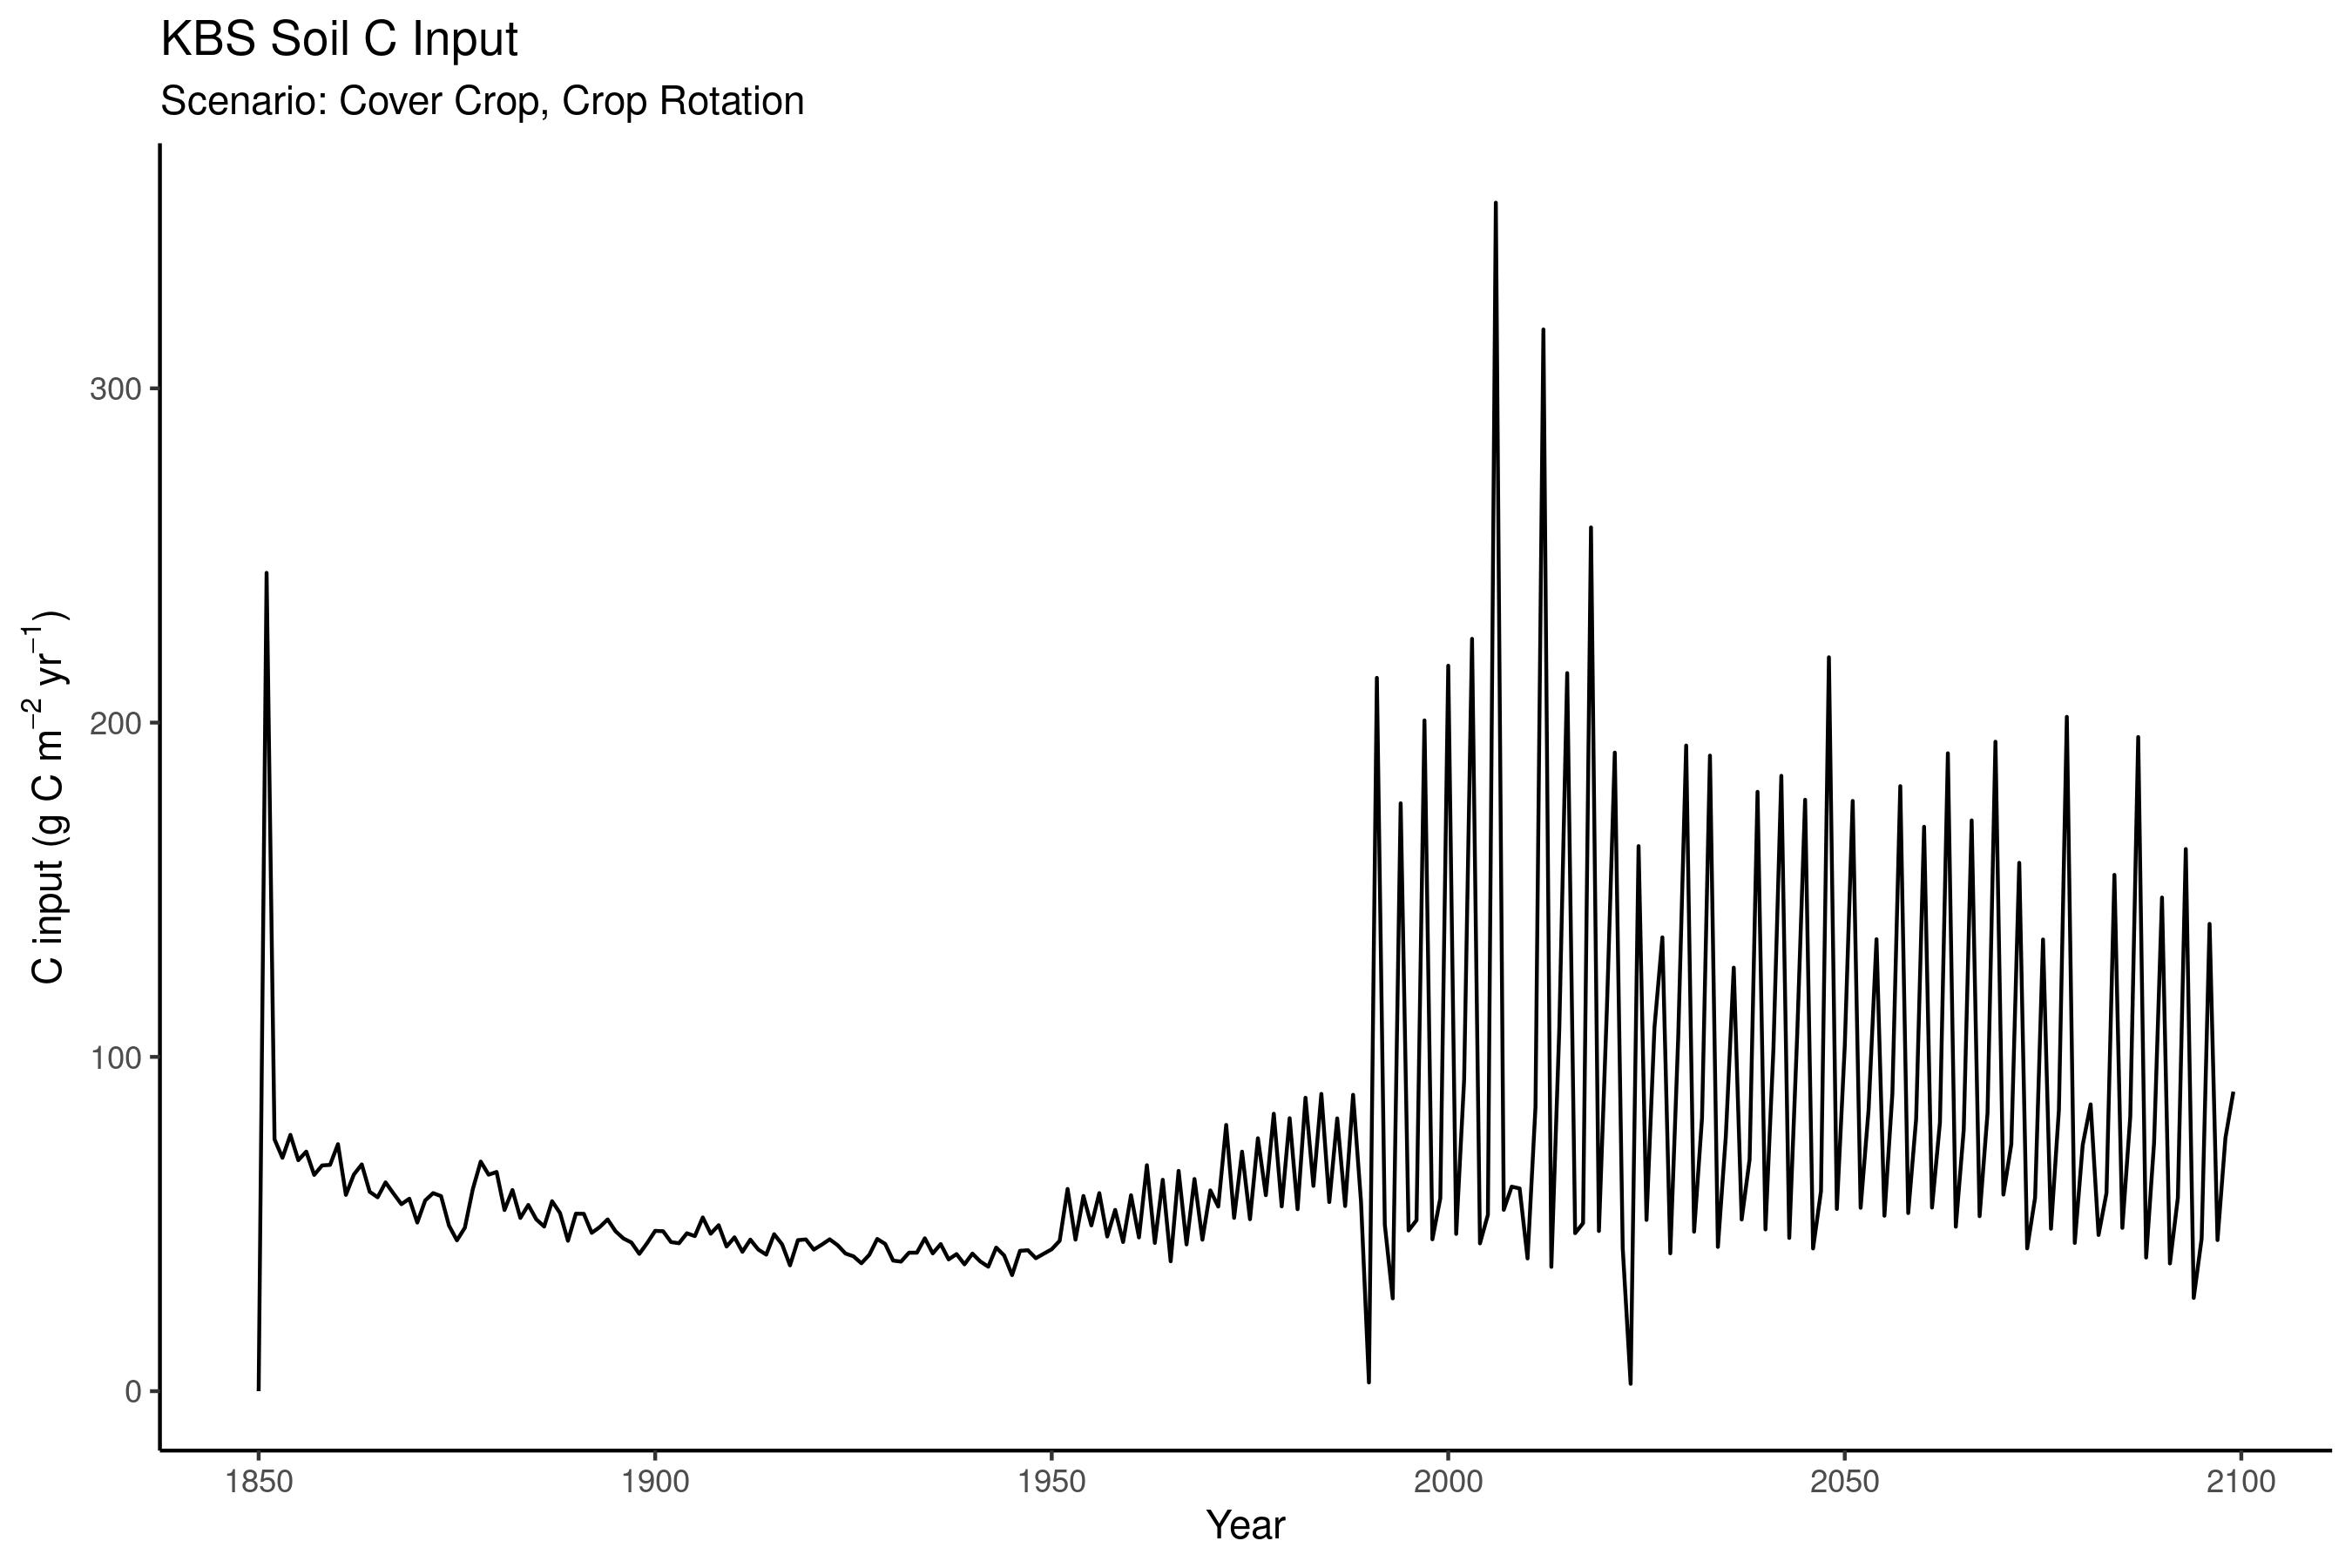 KBS Soil C Input
Scenario: Cover Crop, Crop Rotation
C input (g C m⁻² yr⁻¹)
300
200
100
0
1850 1900 1950 2000 2050 2100
Year